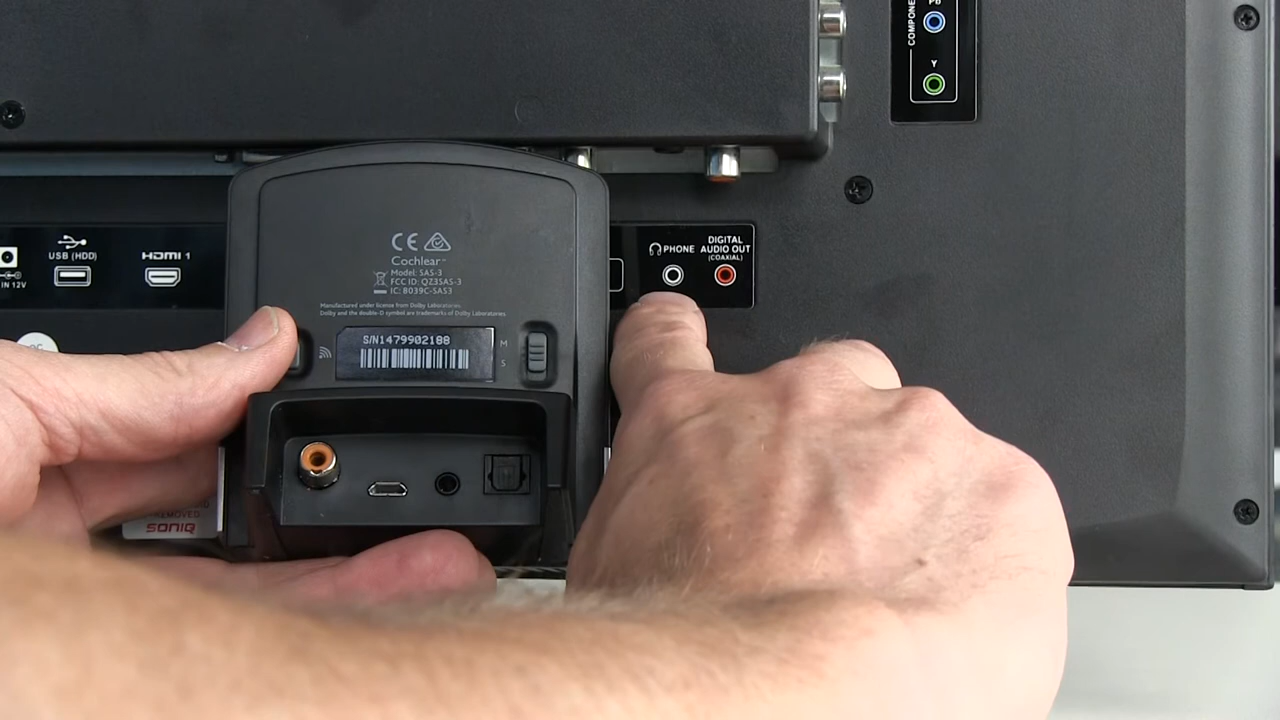 Pb
Y
USB (HDD)
HDMI 1
IN 12V
PHONE
DIGITAL
AUDIO OUT
(COAXIAL)
CE
Cochlear™
Model: SAS-3
FCC ID: QZ3SAS-3
IC: 8039C-SAS3
Manufactured under license from Dolby Laboratories.
Dolby and the double-D symbol are trademarks of Dolby Laboratories.
S/N1479902188
M
S
SONIQ